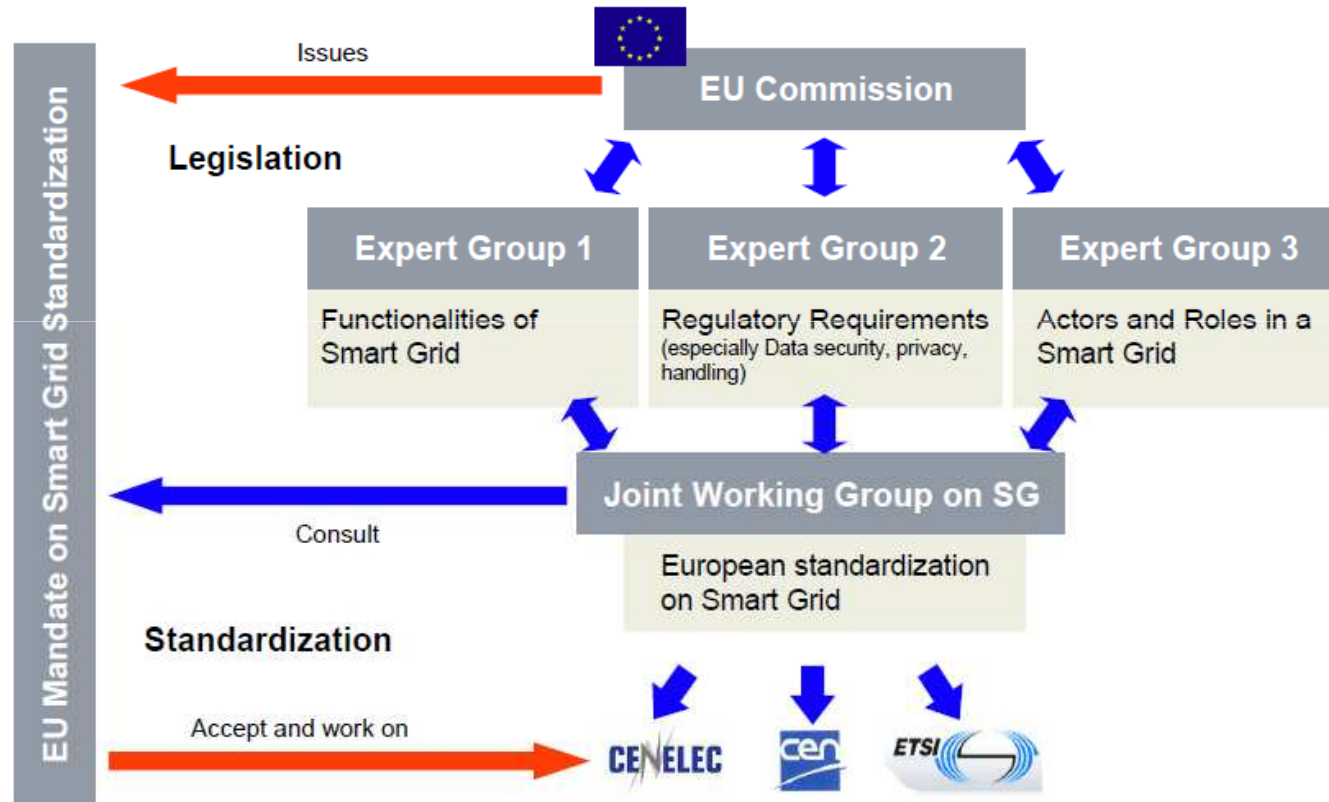 Issues
EU Commission
EU Mandate on Smart Grid Standardization
Legislation
Expert Group 1
Expert Group 2
Expert Group 3
Functionalities of
Smart Grid
Regulatory Requirements
(especially Data security, privacy,
handling)
Actors and Roles in a
Smart Grid
Joint Working Group on SG
Consult
European standardization
on Smart Grid
Standardization
Accept and work on
CENELEC
cen
ETSI